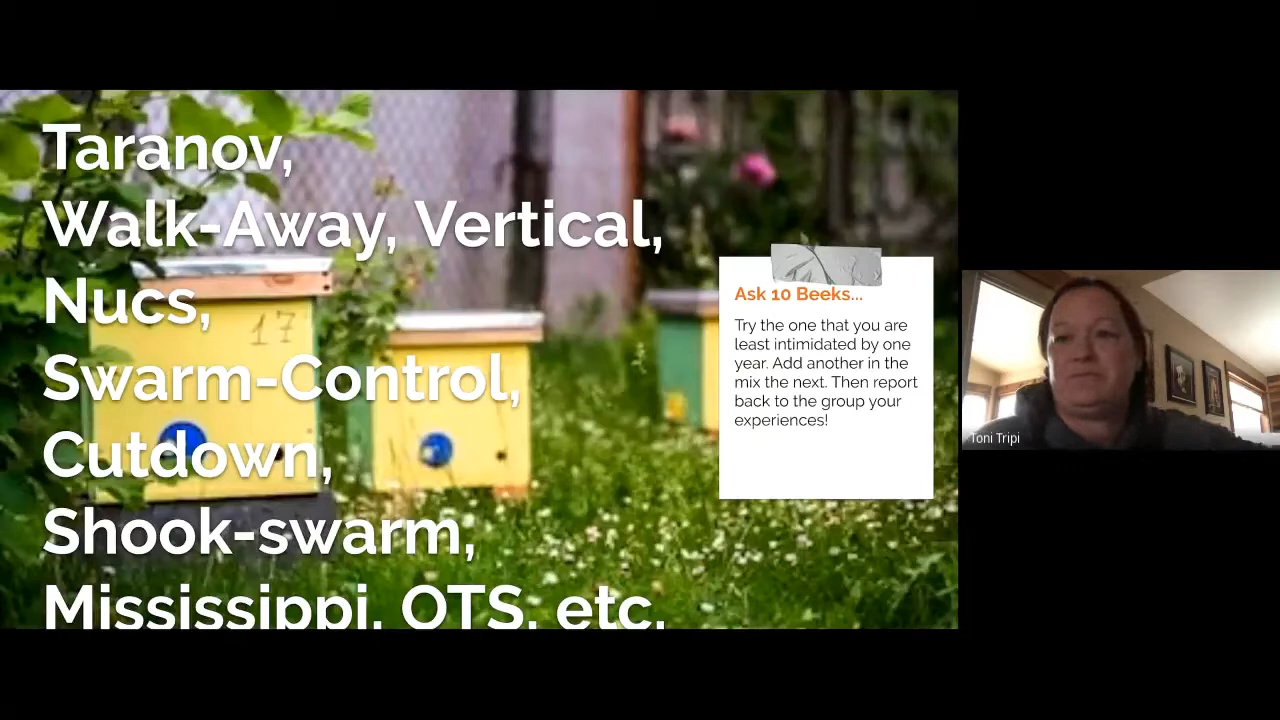 Taranov,
Walk-Away, Vertical,
Nucs,
Swarm-Control,
Cutdown,
Shook-swarm,
Mississippi, OTS, etc.
17
Ask 10 Beeks...
Try the one that you are
least intimidated by one
year. Add another in the
mix the next. Then report
back to the group your
experiences!
Toni Tripi